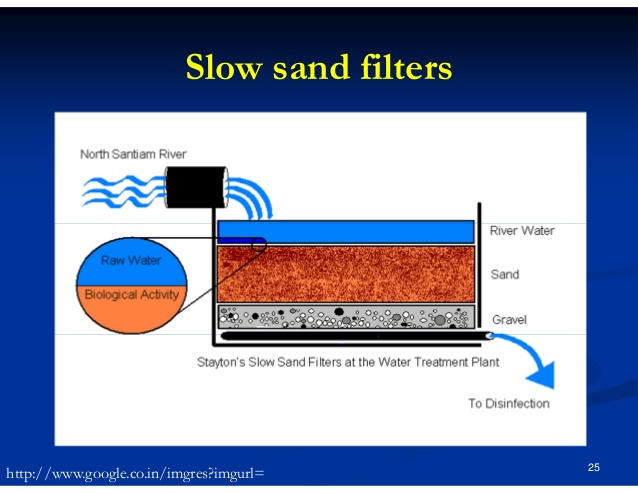 Slow sand filters
North Santiam River
River Water
Raw Water
Sand
Biological Activity
Gravel
Stayton's Slow Sand Filters at the Water Treatment Plant
To Disinfection
http://www.google.co.in/imgres?imgurl=
25